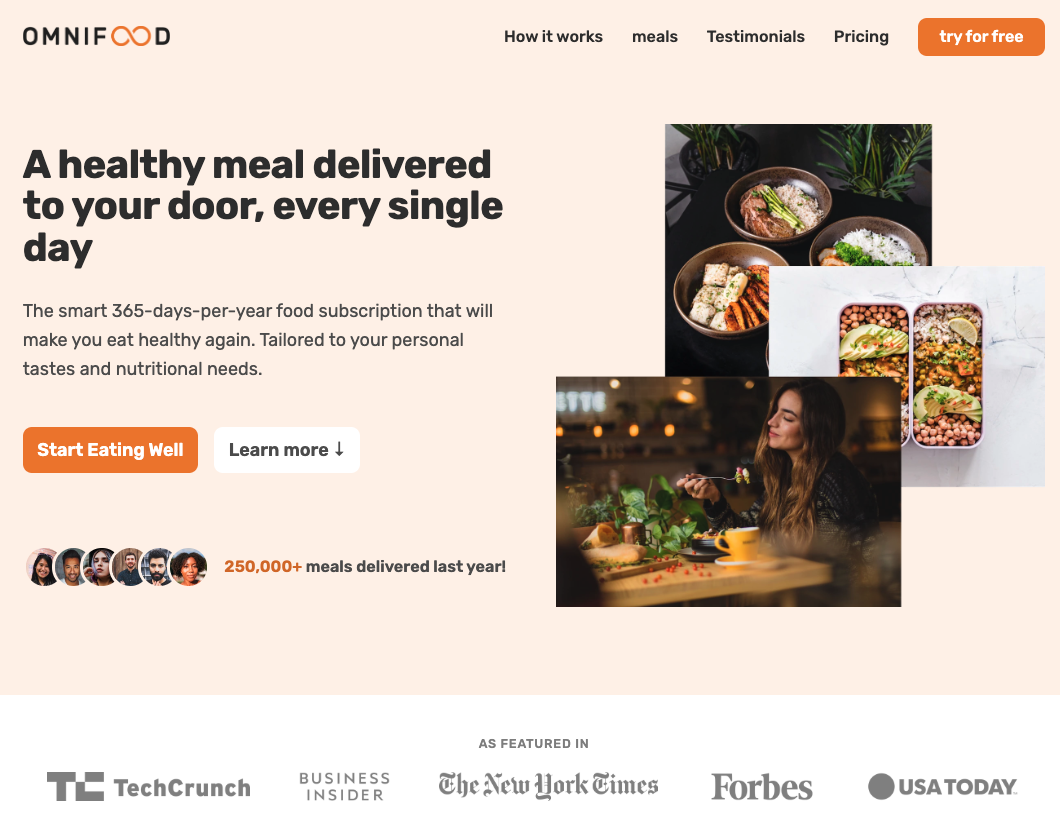 OMNIFOOD
How it works
meals
Testimonials
Pricing
try for free
A healthy meal delivered
to your door, every single
day
The smart 365-days-per-year food subscription that will
make you eat healthy again. Tailored to your personal
tastes and nutritional needs.
Start Eating Well
Learn more ↓
250,000+ meals delivered last year!
AS FEATURED IN
TC TechCrunch
BUSINESS
INSIDER
The New York Times
Forbes
USA TODAY